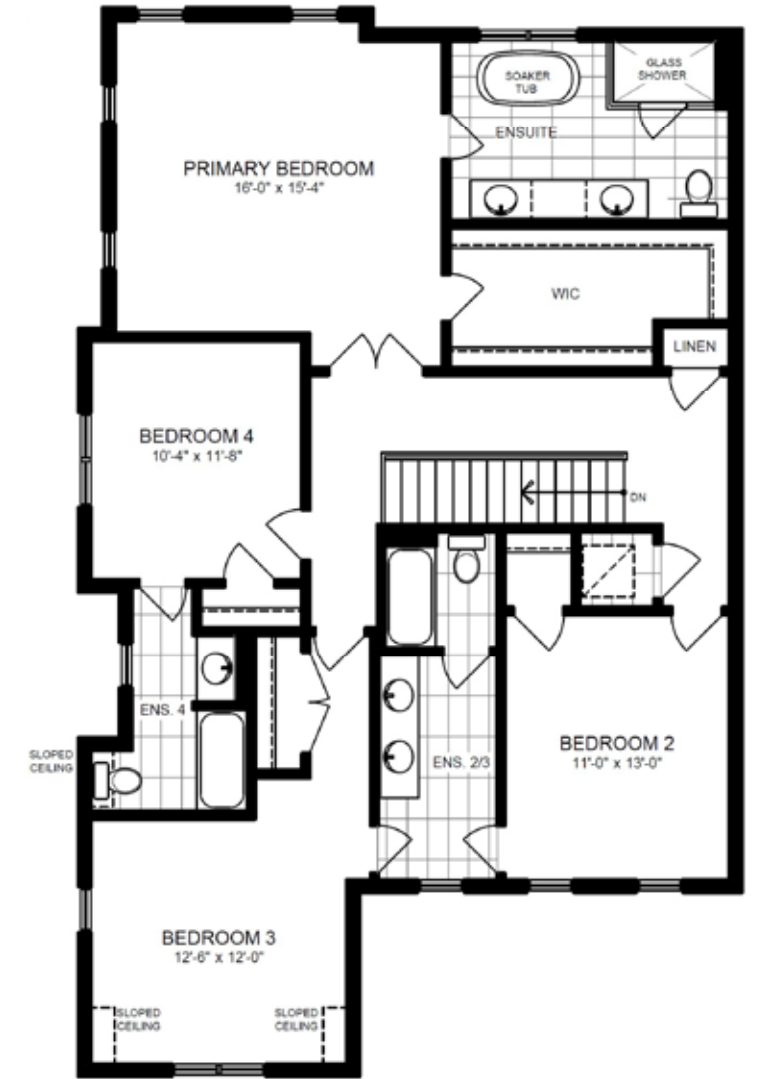 GLASS
SHOWER
SOAKER
TUB
ENSUITE
PRIMARY BEDROOM
16'-0" x 15'-4"
WIC
LINEN
BEDROOM 4
10'-4" x 11'-8"
DN
ENS. 4
SLOPED
CEILING
ENS. 2/3
BEDROOM 2
11'-0" x 13'-0"
BEDROOM 3
12'-6" x 12'-0"
SLOPED
CEILING
SLOPED
CEILING